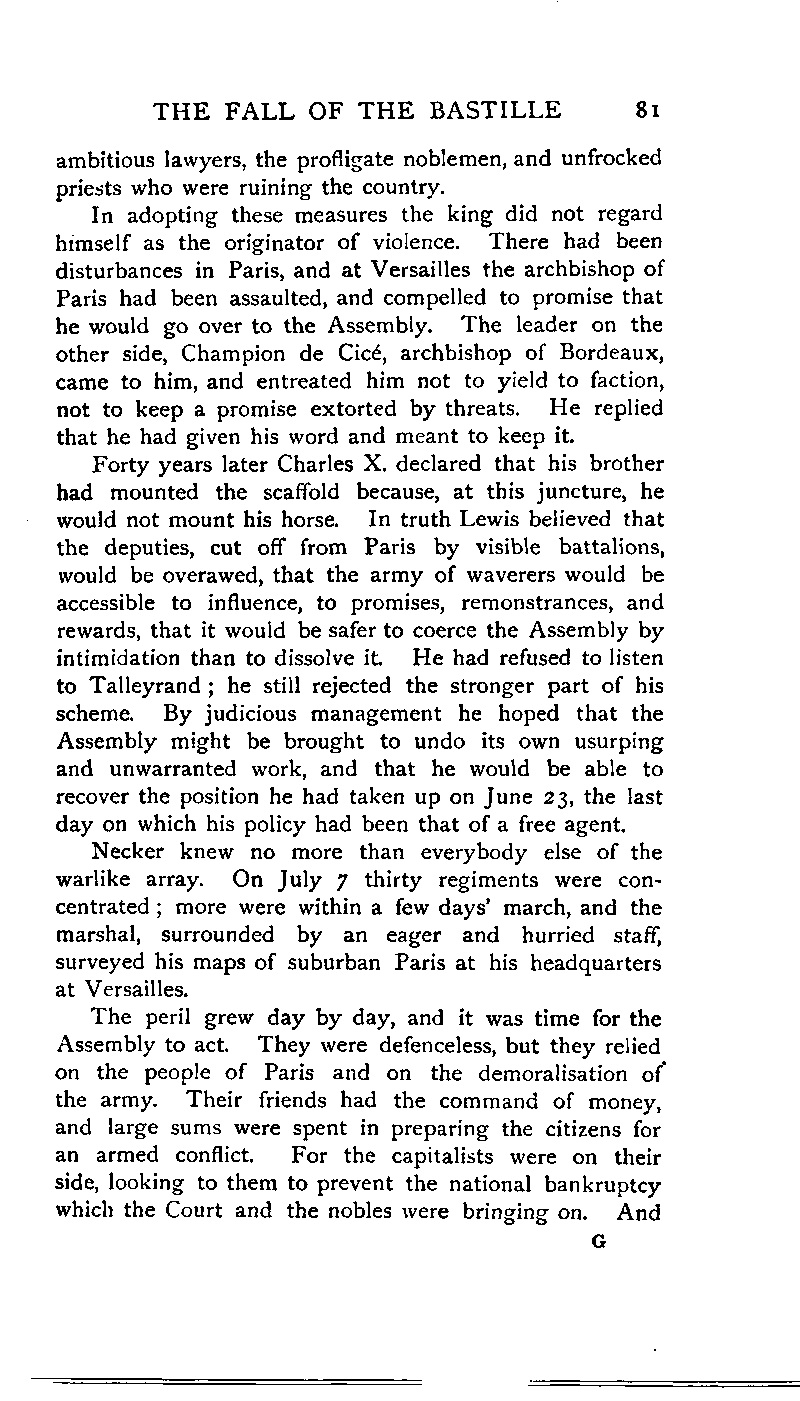 THE FALL OF THE BASTILLE 81
ambitious lawyers, the profligate noblemen, and unfrocked
priests who were ruining the country.
In adopting these measures the king did not regard
himself as the originator of violence. There had been
disturbances in Paris, and at Versailles the archbishop of
Paris had been assaulted, and compelled to promise that
he would go over to the Assembly. The leader on the
other side, Champion de Cicé, archbishop of Bordeaux,
came to him, and entreated him not to yield to faction,
not to keep a promise extorted by threats. He replied
that he had given his word and meant to keep it.
Forty years later Charles X. declared that his brother
had mounted the scaffold because, at this juncture, he
would not mount his horse. In truth Lewis believed that
the deputies, cut off from Paris by visible battalions,
would be overawed, that the army of waverers would be
accessible to influence, to promises, remonstrances, and
rewards, that it would be safer to coerce the Assembly by
intimidation than to dissolve it. He had refused to listen
to Talleyrand ; he still rejected the stronger part of his
scheme. By judicious management he hoped that the
Assembly might be brought to undo its own usurping
and unwarranted work, and that he would be able to
recover the position he had taken up on June 23, the last
day on which his policy had been that of a free agent.
Necker knew no more than everybody else of the
warlike array. On July 7 thirty regiments were con-
centrated ; more were within a few days' march, and the
marshal, surrounded by an eager and hurried staff,
surveyed his maps of suburban Paris at his headquarters
at Versailles.
The peril grew day by day, and it was time for the
Assembly to act. They were defenceless, but they relied
on the people of Paris and on the demoralisation of
the army. Their friends had the command of money,
and large sums were spent in preparing the citizens for
an armed conflict. For the capitalists were on their
side, looking to them to prevent the national bankruptcy
which the Court and the nobles were bringing on. And
G